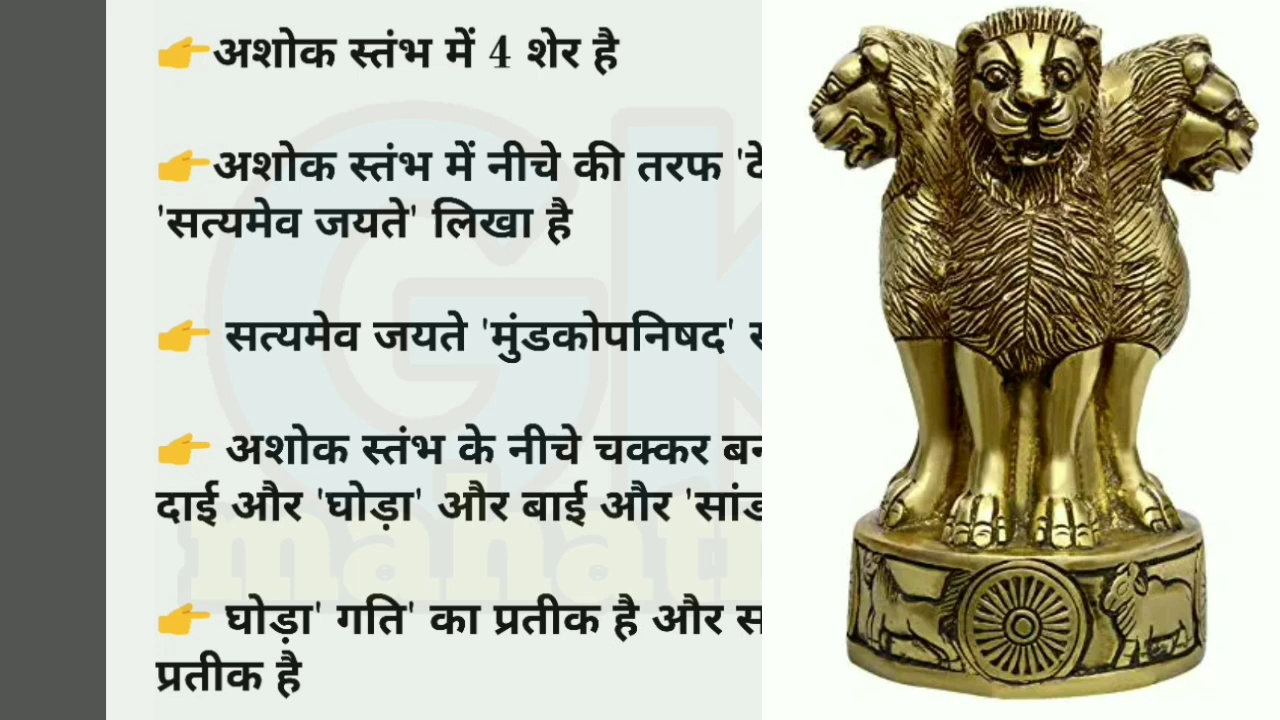 👉अशोक स्तंभ में 4 शेर है
👉अशोक स्तंभ में नीचे की तरफ
'सत्यमेव जयते' लिखा है
👉 सत्यमेव जयते 'मुंडकोपनिषद'
👉 अशोक स्तंभ के नीचे चक्कर
दाई और 'घोड़ा' और बाई और
👉 घोड़ा' गति' का प्रतीक है और
प्रतीक है